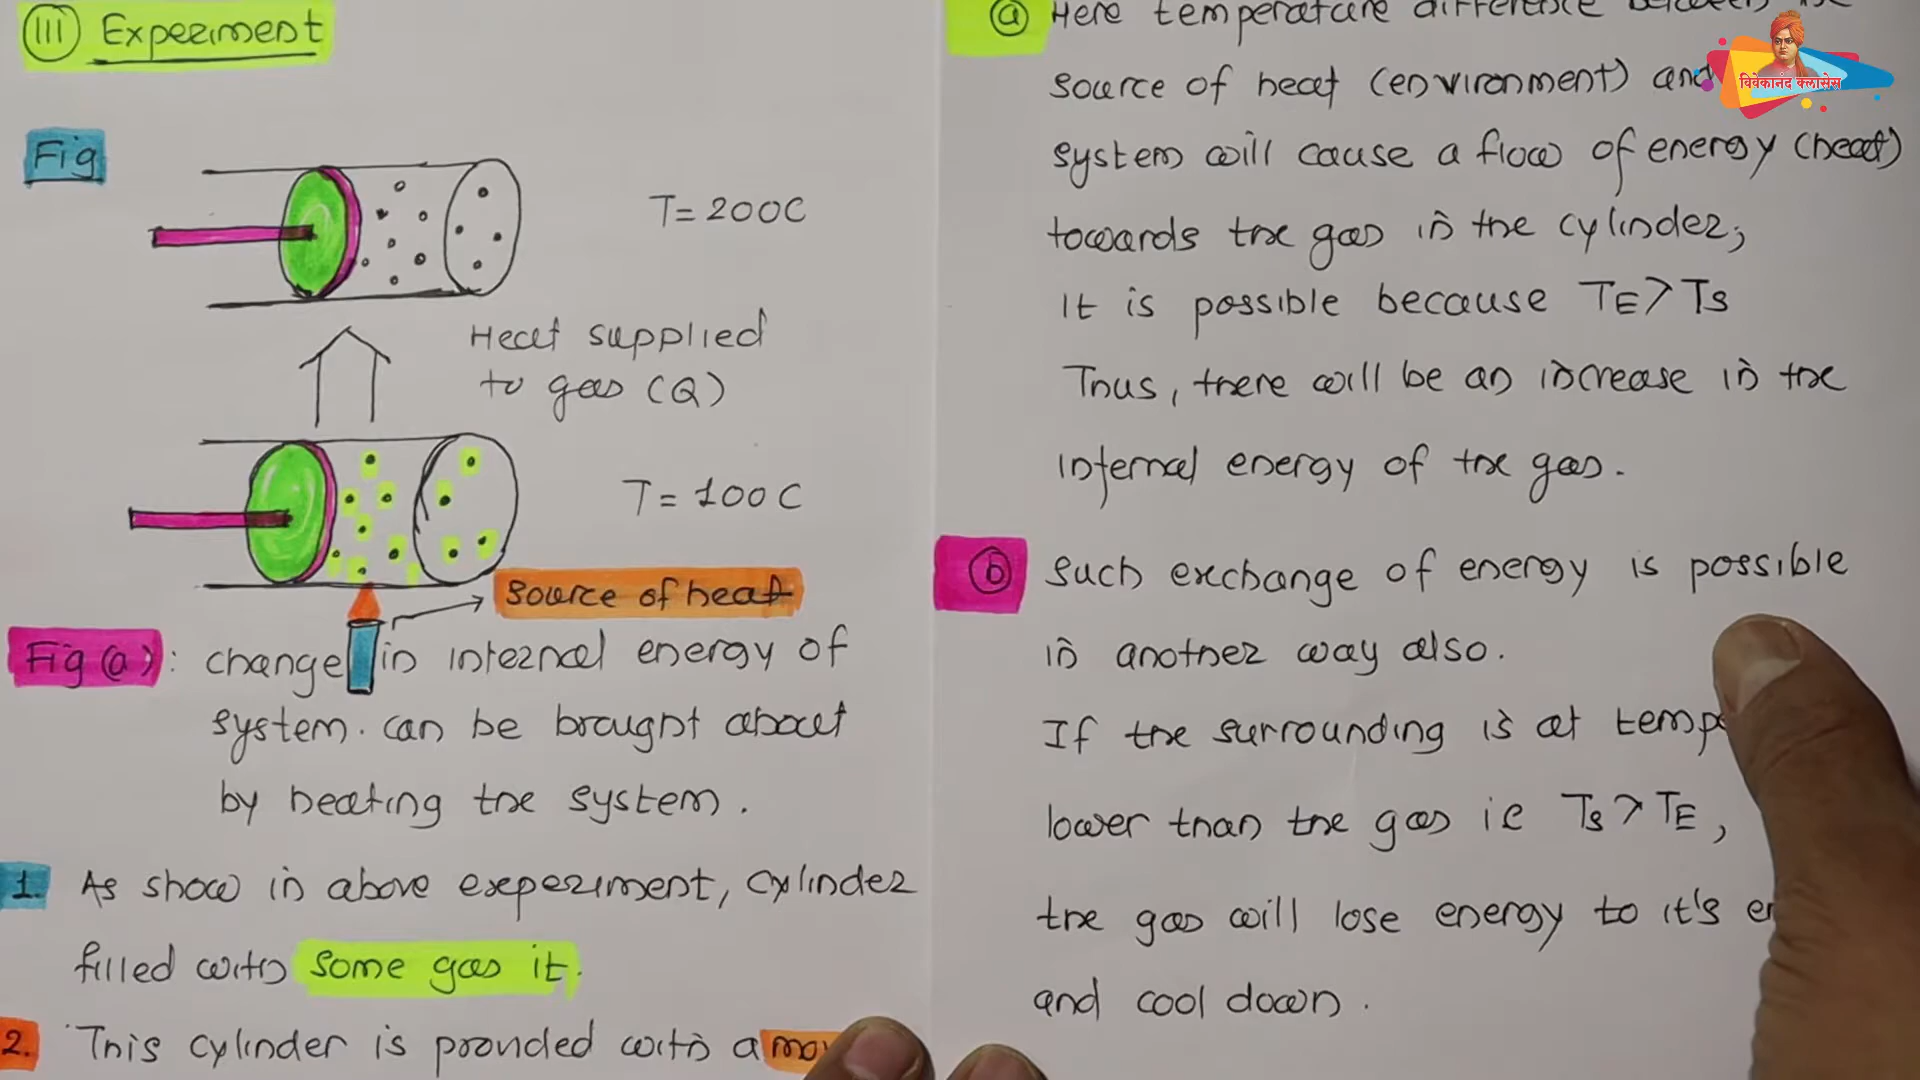 (III) Experiment
Fig
T= 200C
Heat supplied
to gas (Q)
T= 100C
Source of heat
Fig (a): change in internal energy of
system. can be brought about
by heating the system.
1. As show in above experiment, cylinder
filled with some gas it.
2. This cylinder is provided with a
(a) Here temperature difference between
source of heat (environment) and
system will cause a flow of energy (heat)
towards the gas in the cylinder;
It is possible because TE > Ts
Thus, there will be an increase in the
internal energy of the gas.
(b) Such exchange of energy is possible
in another way also.
If the surrounding is at
lower than the gas ie Ts > TE,
the gas will lose energy to it's
and cool down.
विवेकानंद क्लासेस